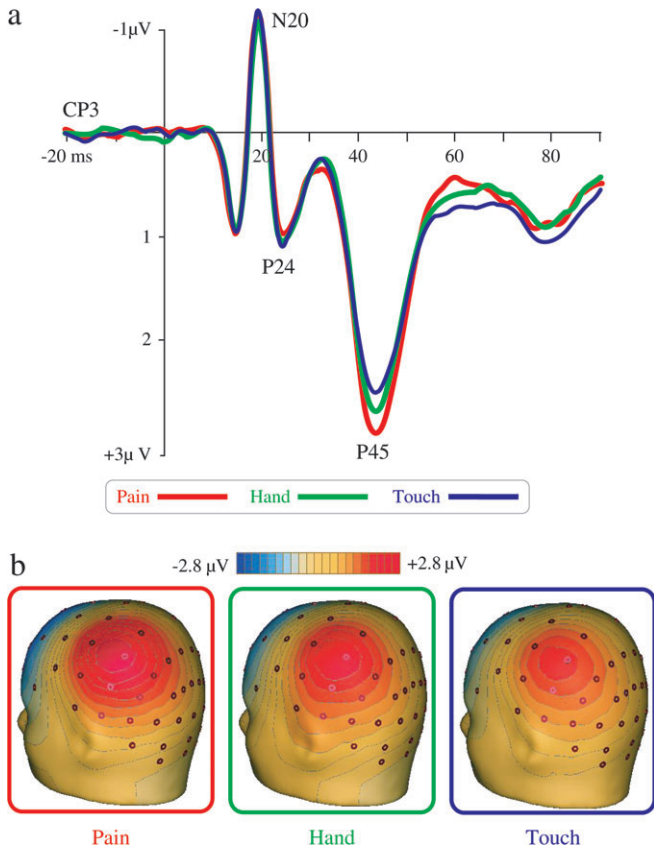 a
-1µV
N20
CP3
-20 ms
20
40
60
80
1
P24
2
+3µ V
P45
Pain
Hand
Touch
b
-2.8 µV
+2.8 µV
Pain
Hand
Touch